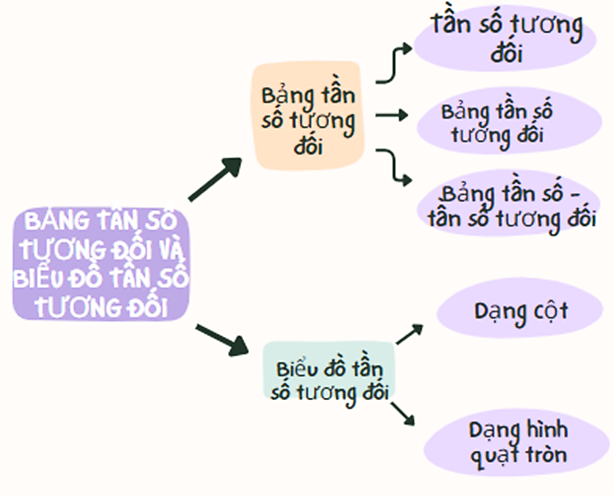 BẢNG TẦN SỐ
TƯƠNG ĐỐI VÀ
BIỂU ĐỒ TẦN SỐ
TƯƠNG ĐỐI
Bảng tần
số tương
đối
Tần số tương
đối
Bảng tần số
tương đối
Bảng tần số -
tần số tương đối
Biểu đồ tần
số tương đối
Dạng cột
Dạng hình
quạt tròn